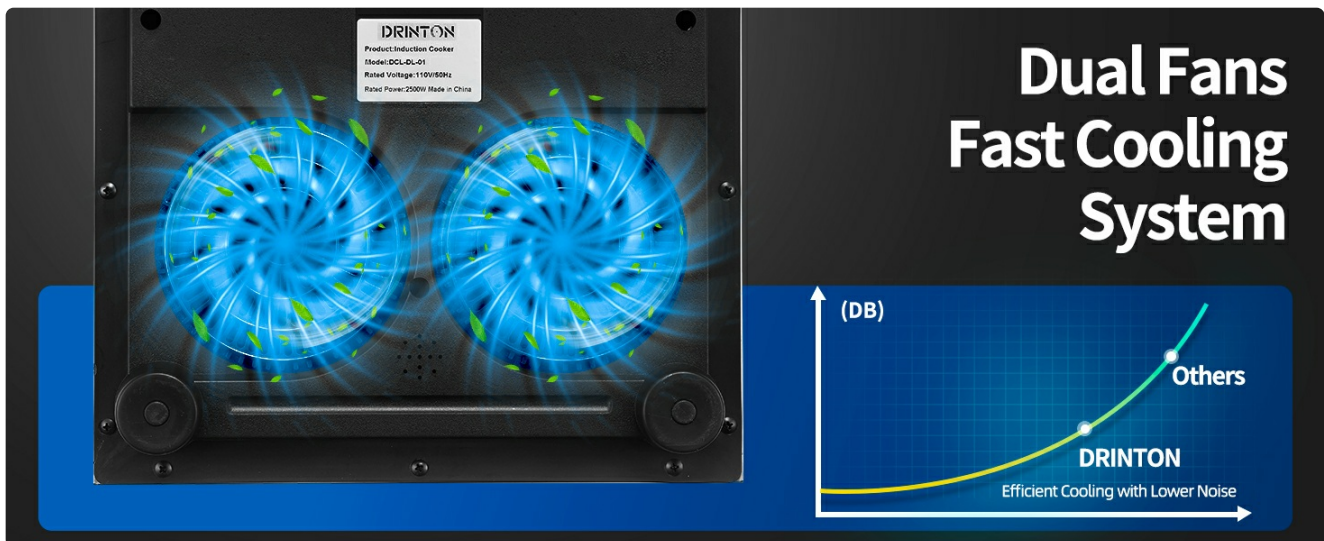 DRINTON
Product:Induction Cooker
Model:DCL-DL-01
Rated Voltage:110V/60Hz
Rated Power:2500W Made in China
Dual Fans
Fast Cooling
System
(DB)
Others
DRINTON
Efficient Cooling with Lower Noise